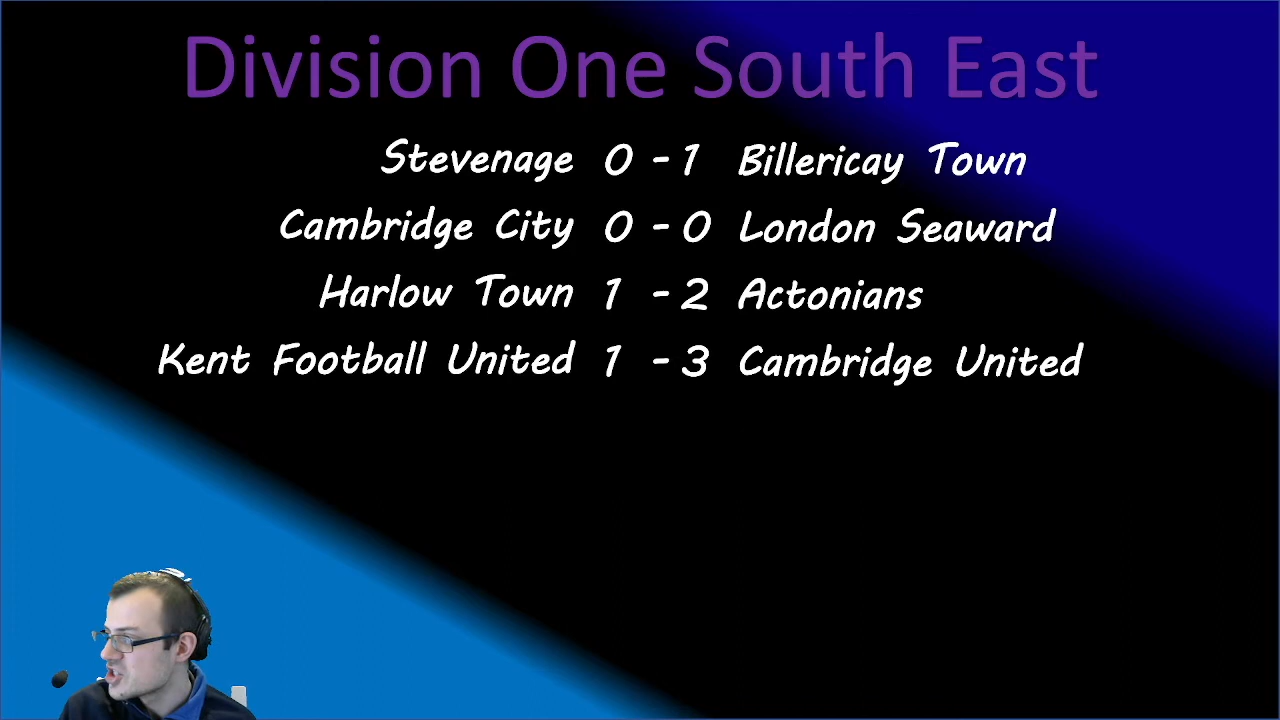 Division One South East
Stevenage 0 - 1 Billericay Town
Cambridge City 0 - 0 London Seaward
Harlow Town 1 - 2 Actonians
Kent Football United 1 - 3 Cambridge United